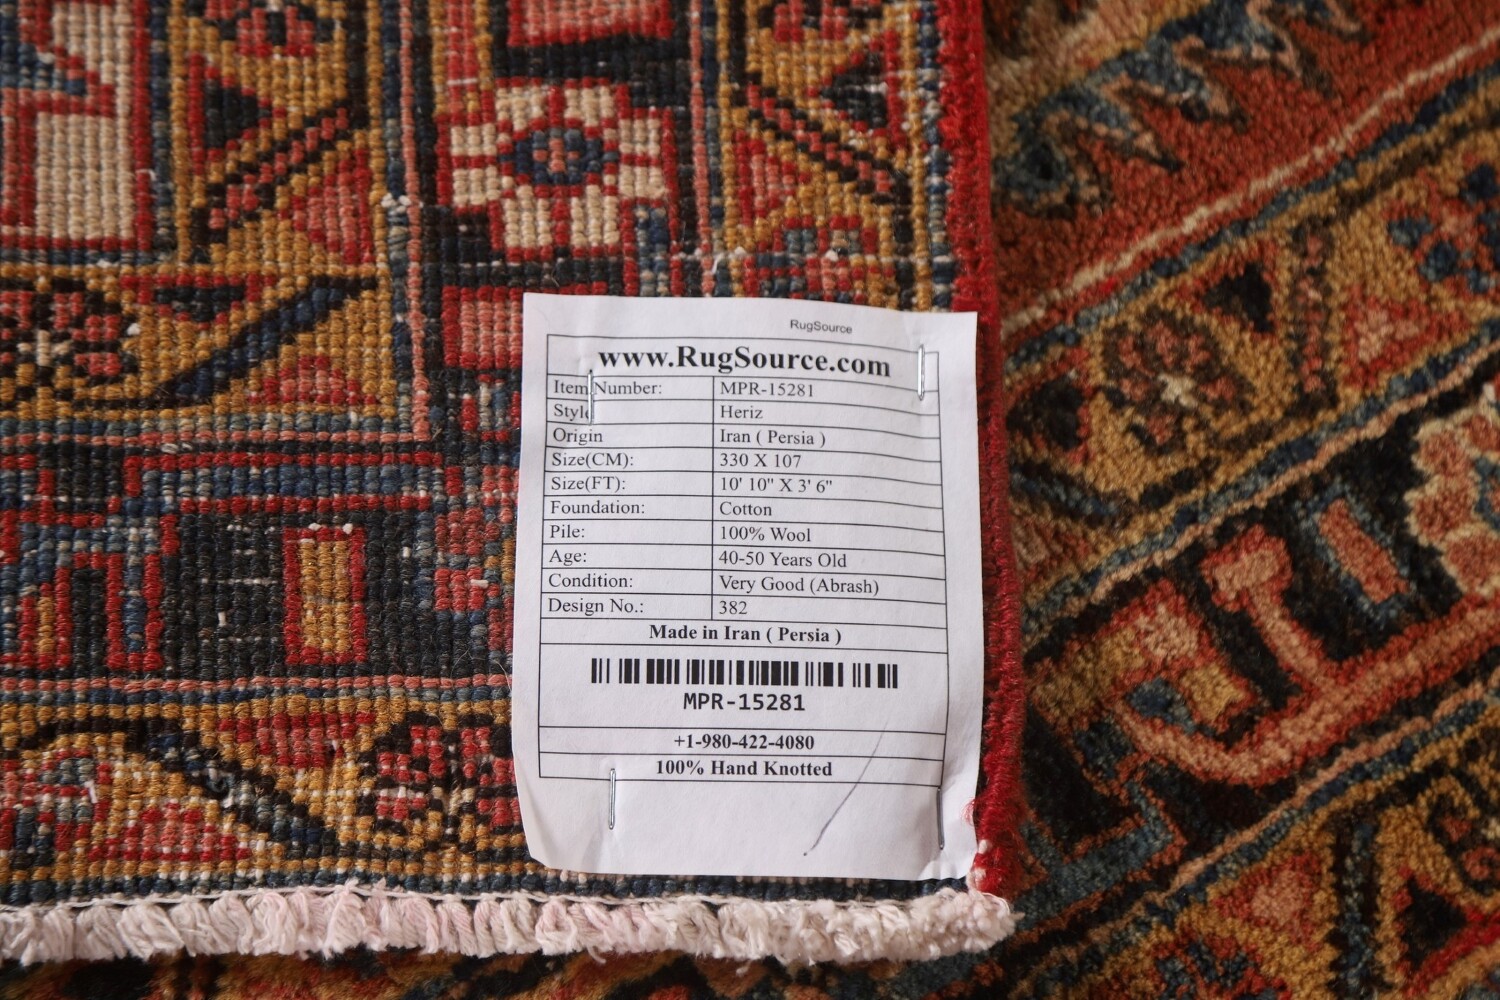 RugSource
www.RugSource.com
Item Number: MPR-15281
Style Heriz
Origin Iran ( Persia )
Size(CM): 330 X 107
Size(FT): 10' 10" X 3' 6"
Foundation: Cotton
Pile: 100% Wool
Age: 40-50 Years Old
Condition: Very Good (Abrash)
Design No.: 382
Made in Iran ( Persia )
MPR-15281
+1-980-422-4080
100% Hand Knotted